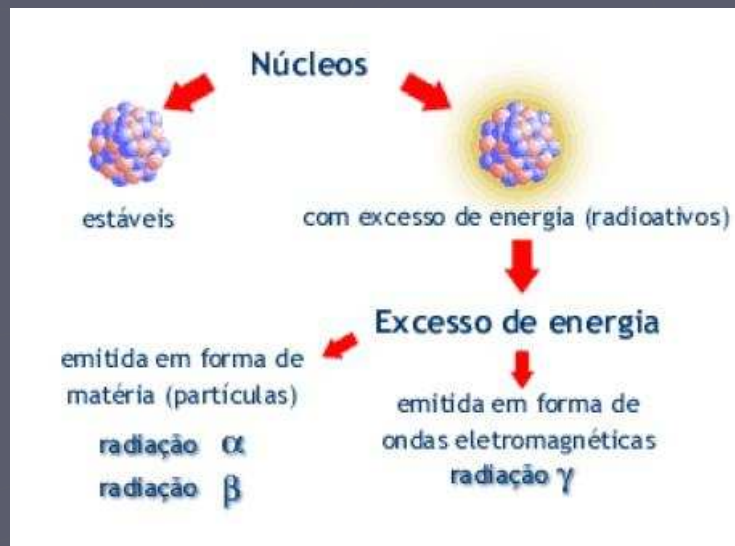 Núcleos
estáveis
com excesso de energia (radioativos)
Excesso de energia
emitida em forma de
matéria (partículas)
radiação α
radiação β
emitida em forma de
ondas eletromagnéticas
radiação γ